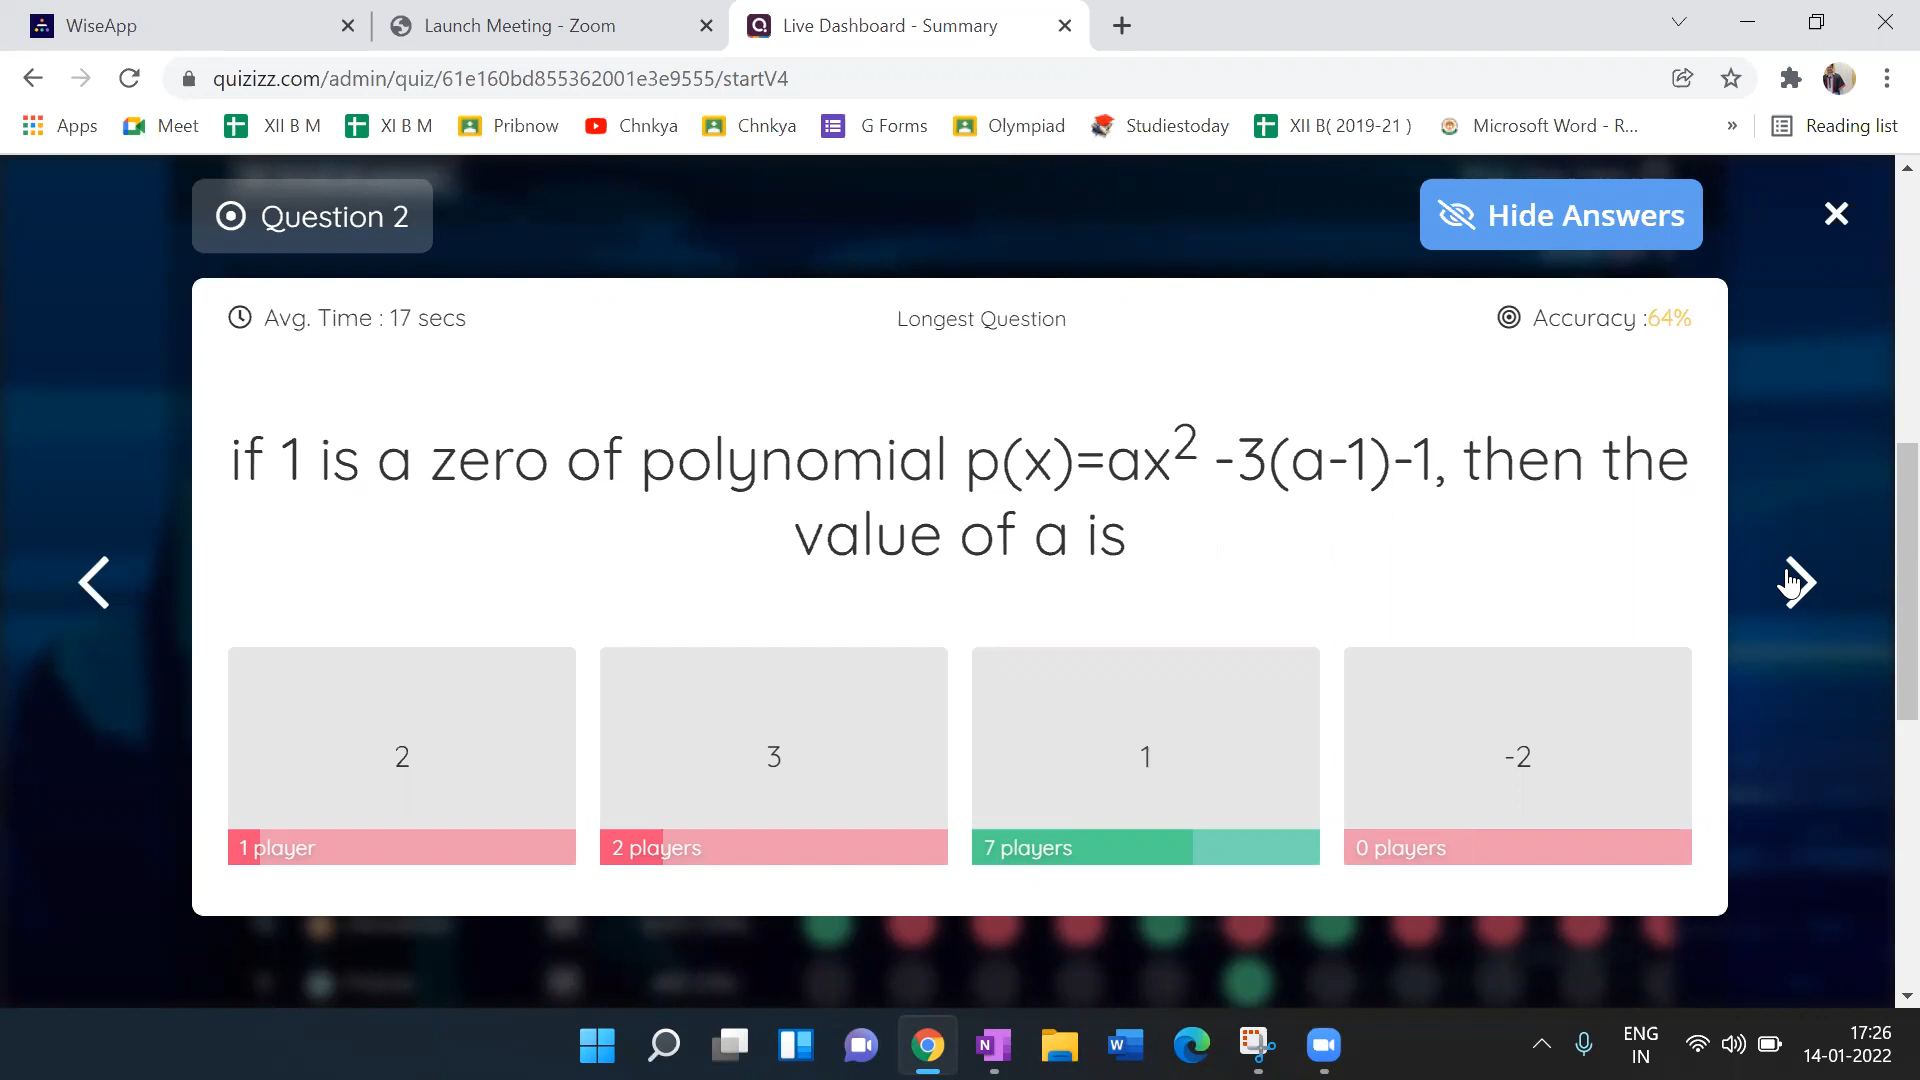 WiseApp
Launch Meeting - Zoom
Live Dashboard - Summary
quizizz.com/admin/quiz/61e160bd855362001e3e9555/startV4
Apps
Meet
XII B M
XI B M
Pribnow
Chnkya
Chnkya
G Forms
Olympiad
Studiestoday
XII B( 2019-21 )
Microsoft Word - R...
»
Reading list
Question 2
Hide Answers
Avg. Time : 17 secs
Longest Question
Accuracy :64%
if 1 is a zero of polynomial p(x)=ax² -3(a-1)-1, then the
value of a is
2
3
1
-2
1 player
2 players
7 players
0 players
ENG
IN
17:26
14-01-2022